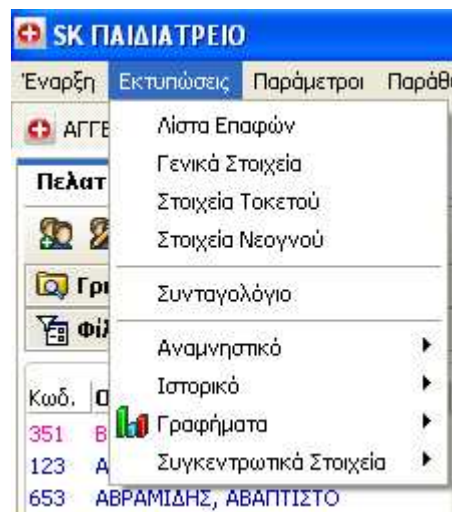 SK ΠΑΙΔΙΑΤΡΕΙΟ
Έναρξη Εκτυπώσεις Παράμετροι
Λίστα Επαφών
Γενικά Στοιχεία
Στοιχεία Τοκετού
Στοιχεία Νεογνού
Συνταγολόγιο
Αναμνηστικό
Ιστορικό
Γραφήματα
Συγκεντρωτικά Στοιχεία
Κωδ.
351
123
653 ΑΒΡΑΜΙΔΗΣ, ΑΒΑΠΤΙΣΤΟ